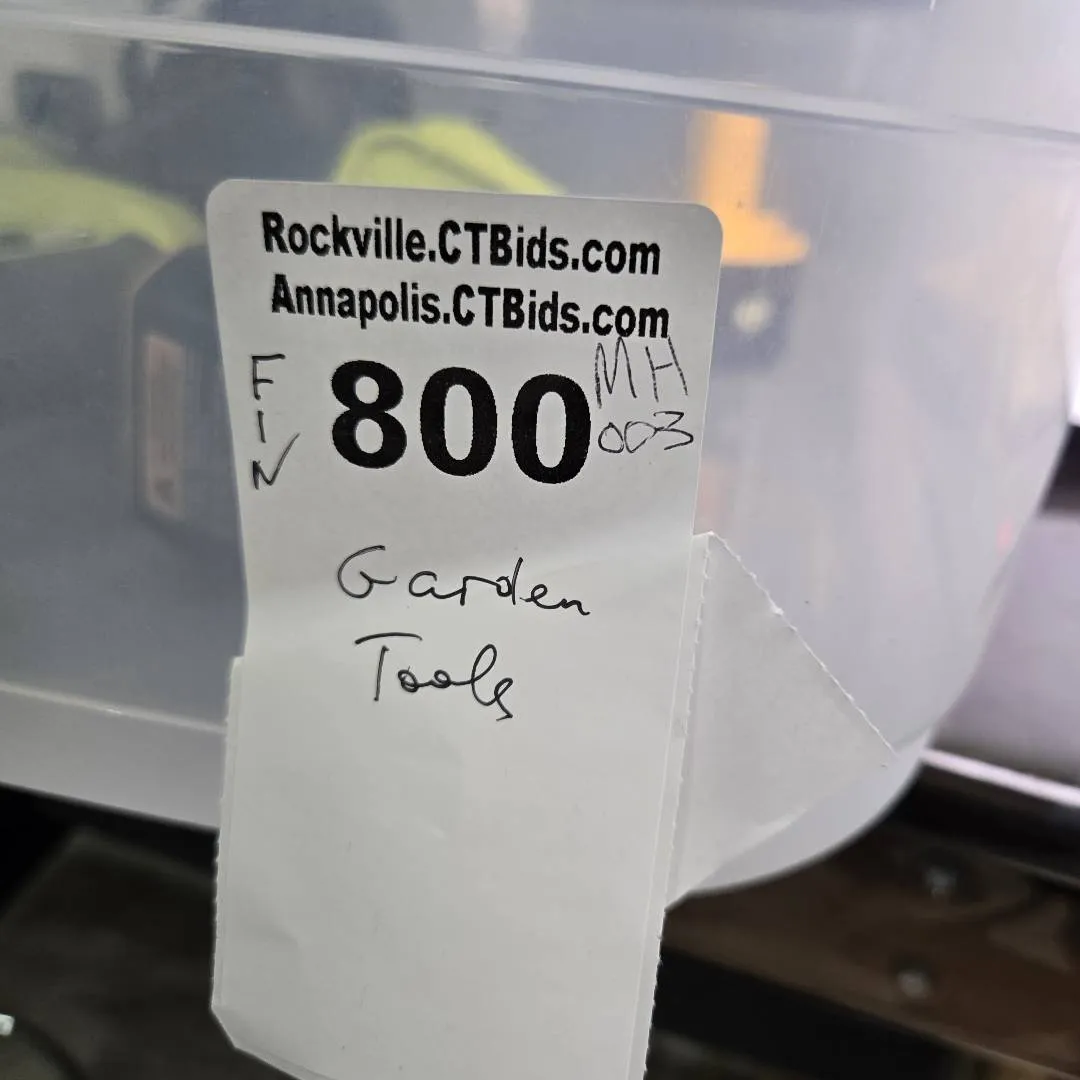 Rockville.CTBids.com
Annapolis.CTBids.com
FIN
800
MH
003
Garden
Tools